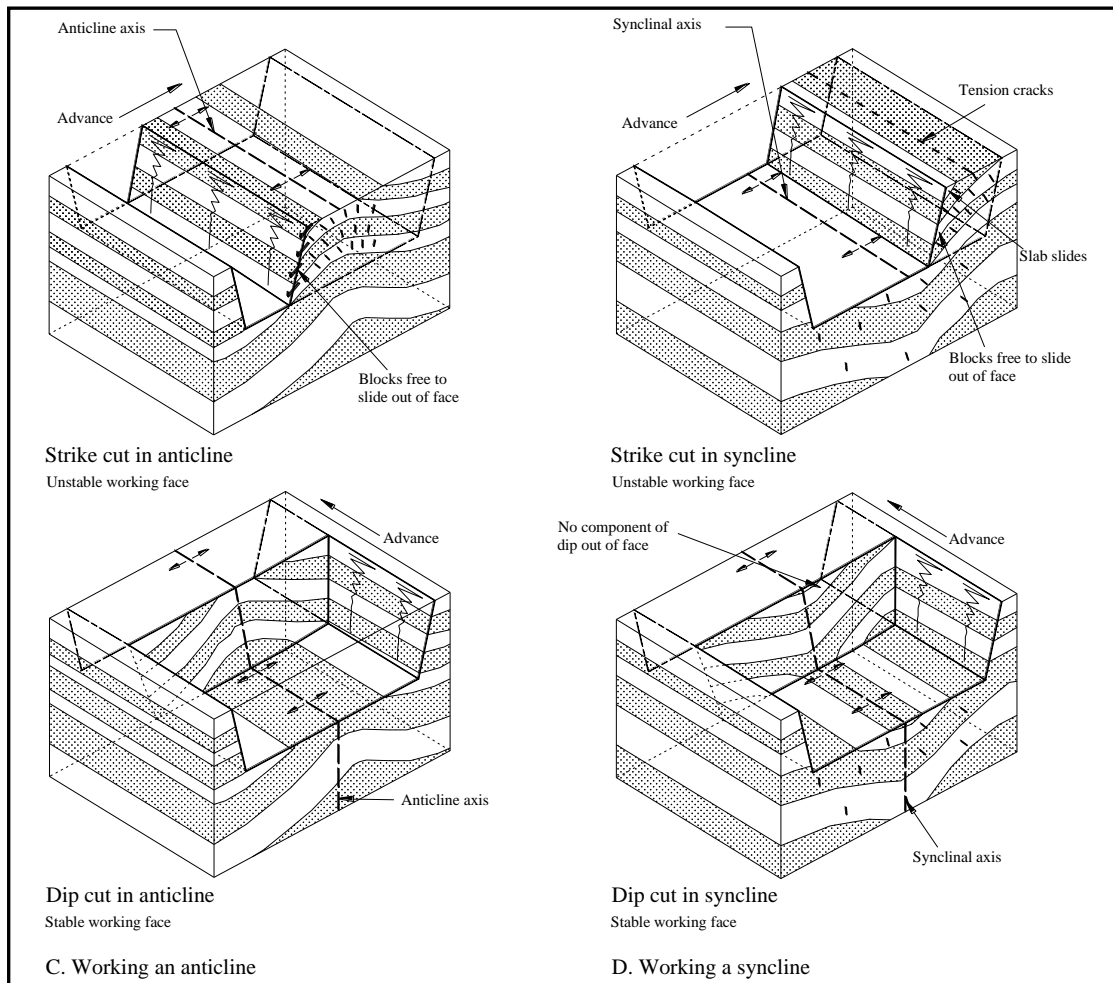 Anticline axis
Advance
Blocks free to
slide out of face
Strike cut in anticline
Unstable working face
Synclinal axis
Tension cracks
Advance
Slab slides
Blocks free to slide
out of face
Strike cut in syncline
Unstable working face
Advance
Anticline axis
Dip cut in anticline
Stable working face
C. Working an anticline
No component of
dip out of face
Advance
Synclinal axis
Dip cut in syncline
Stable working face
D. Working a syncline